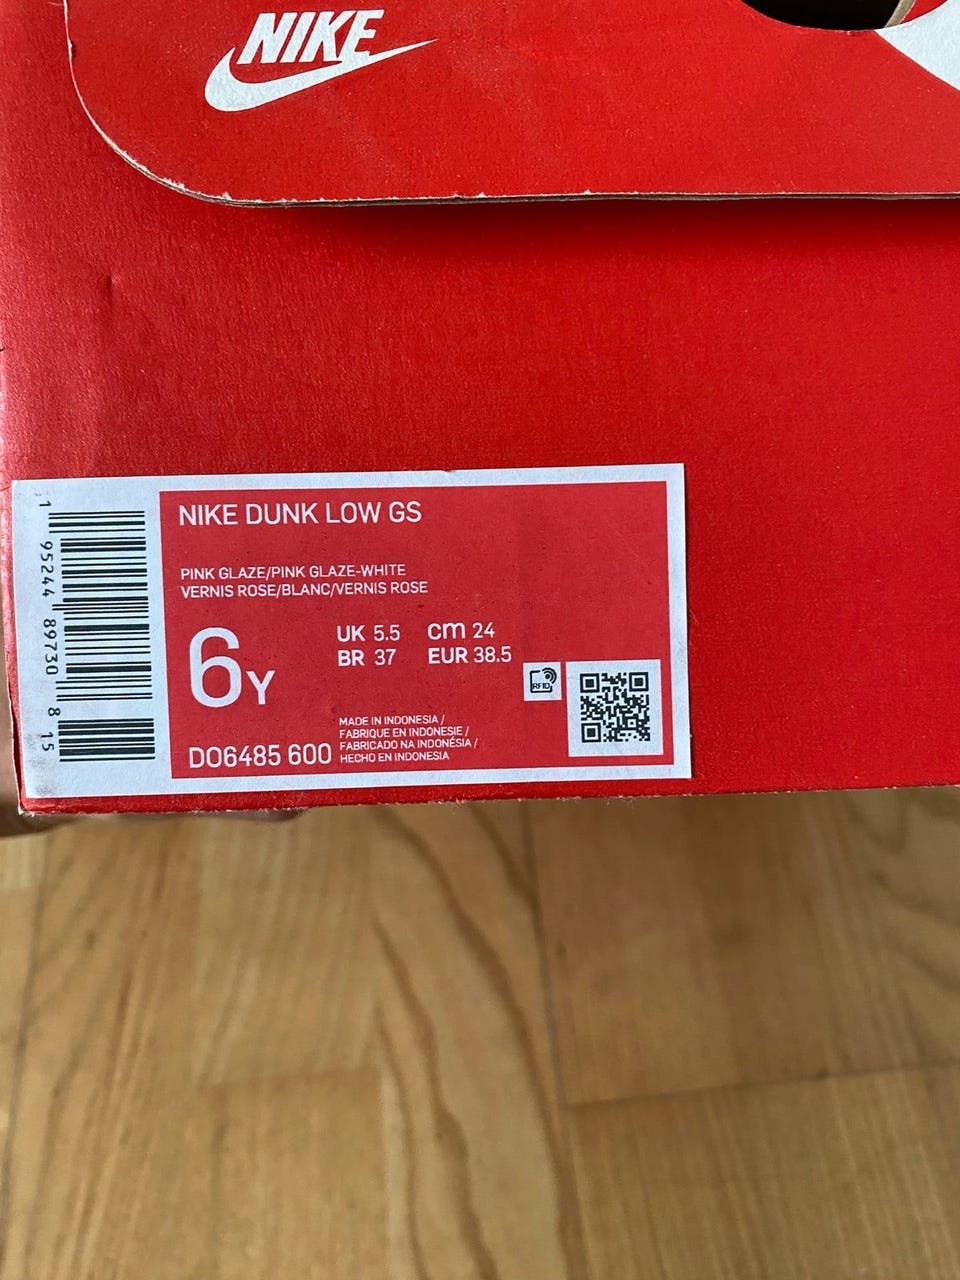 NIKE
NIKE DUNK LOW GS
PINK GLAZE/PINK GLAZE-WHITE
VERNIS ROSE/BLANC/VERNIS ROSE
6Y
UK 5.5 cm 24
BR 37 EUR 38.5
RFID
DO6485 600
MADE IN INDONESIA /
FABRIQUE EN INDONESIE /
FABRICADO NA INDONÉSIA /
HECHO EN INDONESIA
1 95244 89730 8 15